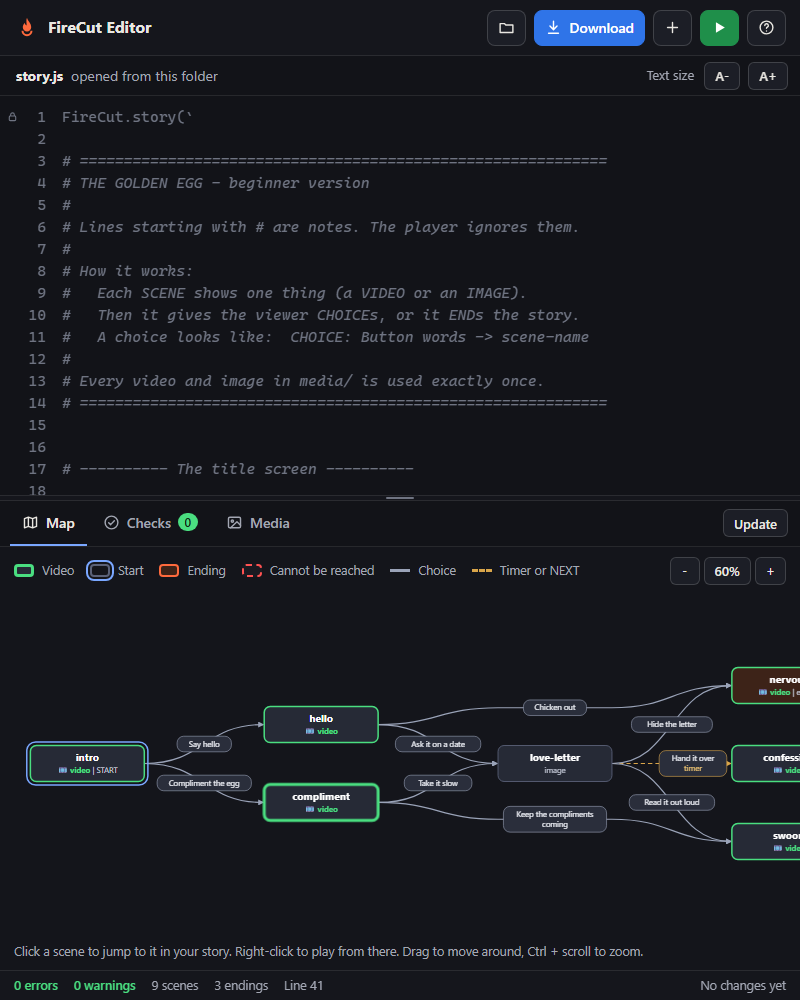 FireCut Editor
Download
story.js opened from this folder
Text size A- A+
1 FireCut.story(`
2
3 # =============================================================
4 # THE GOLDEN EGG - beginner version
5 #
6 # Lines starting with # are notes. The player ignores them.
7 #
8 # How it works:
9 #   Each SCENE shows one thing (a VIDEO or an IMAGE).
10 #   Then it gives the viewer CHOICEs, or it ENDs the story.
11 #   A choice looks like:  CHOICE: Button words -> scene-name
12 #
13 # Every video and image in media/ is used exactly once.
14 # =============================================================
15
16
17 # ---------- The title screen ----------
18
Map
Checks 0
Media
Update
Video
Start
Ending
Cannot be reached
Choice
Timer or NEXT
- 60% +
intro
video | START
Say hello
Compliment the egg
hello
video
compliment
video
Chicken out
Ask it on a date
Take it slow
Keep the compliments
coming
love-letter
image
Hide the letter
Hand it over
timer
Read it out loud
nervou
video | e
confessi
vide
swoo
vide
Click a scene to jump to it in your story. Right-click to play from there. Drag to move around, Ctrl + scroll to zoom.
0 errors 0 warnings 9 scenes 3 endings Line 41
No changes yet